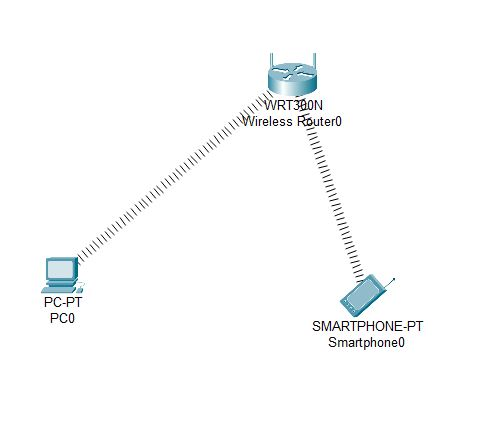 WRT300N
Wireless Router0
PC-PT
PC0
SMARTPHONE-PT
Smartphone0